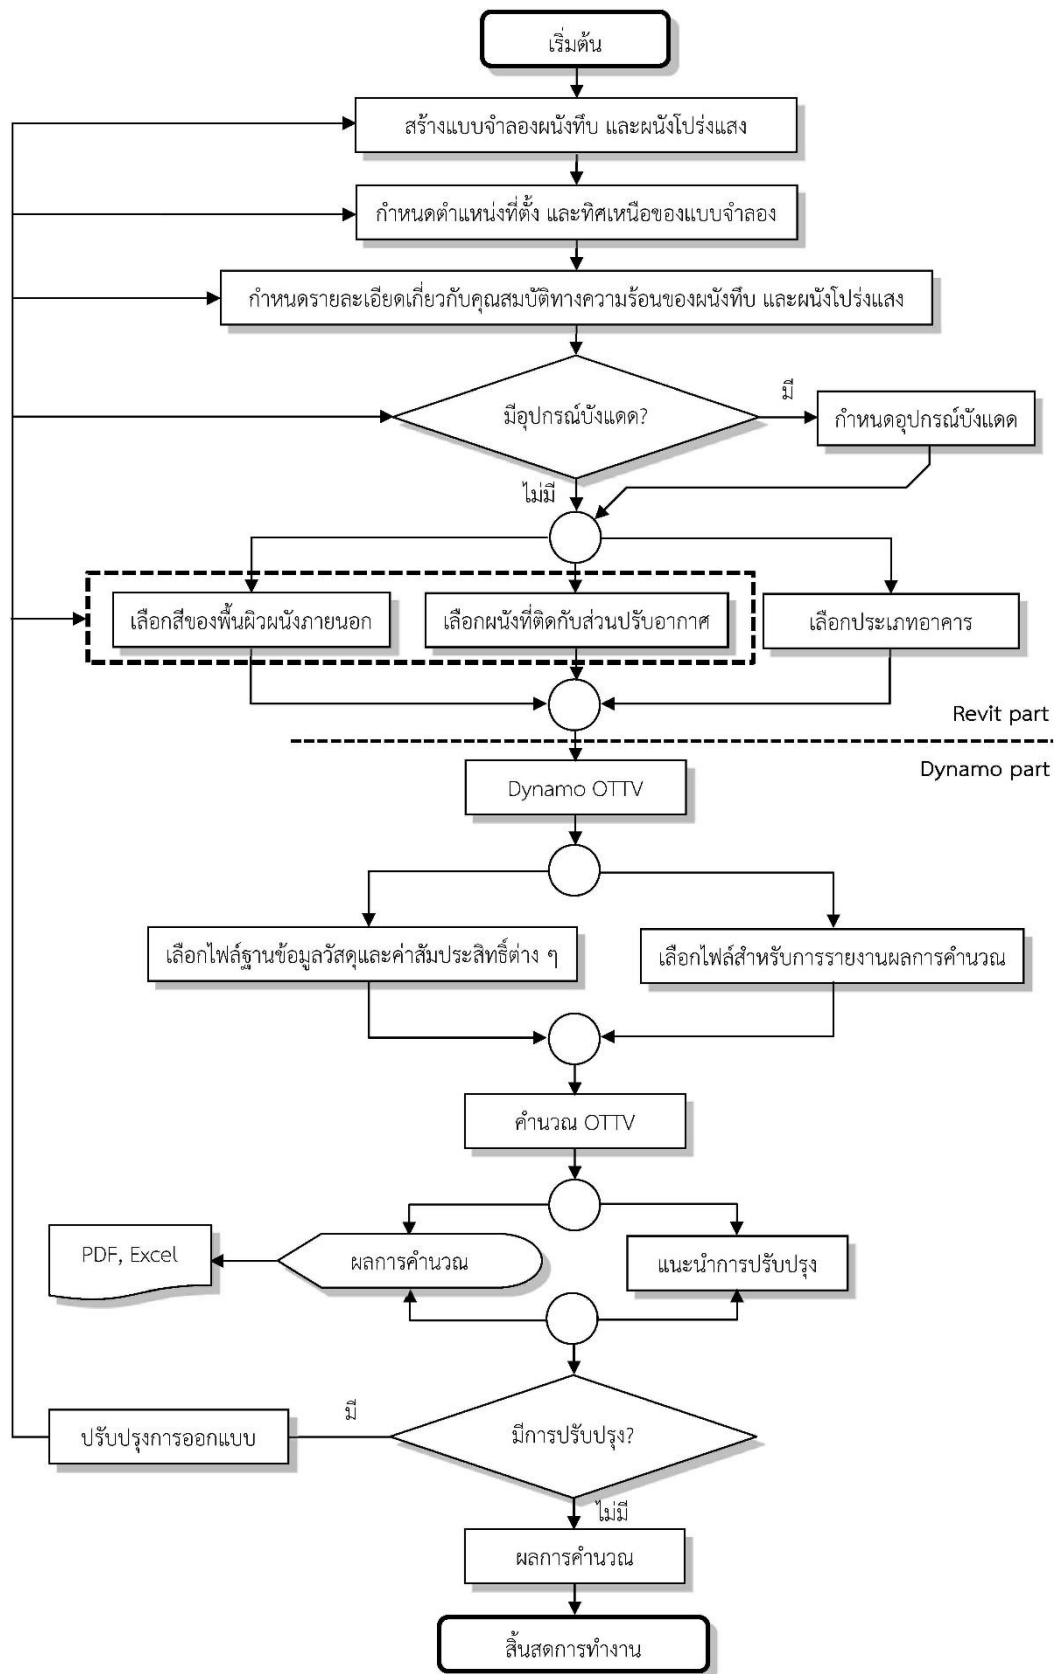 เริ่มต้น
สร้างแบบจำลองผนังทึบ และผนังโปร่งแสง
กำหนดตำแหน่งที่ตั้ง และทิศเหนือของแบบจำลอง
กำหนดรายละเอียดเกี่ยวกับคุณสมบัติทางความร้อนของผนังทึบ และผนังโปร่งแสง
มีอุปกรณ์บังแดด?
มี
กำหนดอุปกรณ์บังแดด
ไม่มี
เลือกสีของพื้นผิวผนังภายนอก
เลือกผนังที่ติดกับส่วนปรับอากาศ
เลือกประเภทอาคาร
Revit part
Dynamo part
Dynamo OTTV
เลือกไฟล์ฐานข้อมูลวัสดุและค่าสัมประสิทธิ์ต่าง ๆ
เลือกไฟล์สำหรับการรายงานผลการคำนวณ
คำนวณ OTTV
PDF, Excel
ผลการคำนวณ
แนะนำการปรับปรุง
ปรับปรุงการออกแบบ
มี
มีการปรับปรุง?
ไม่มี
ผลการคำนวณ
สิ้นสดการทำงาน